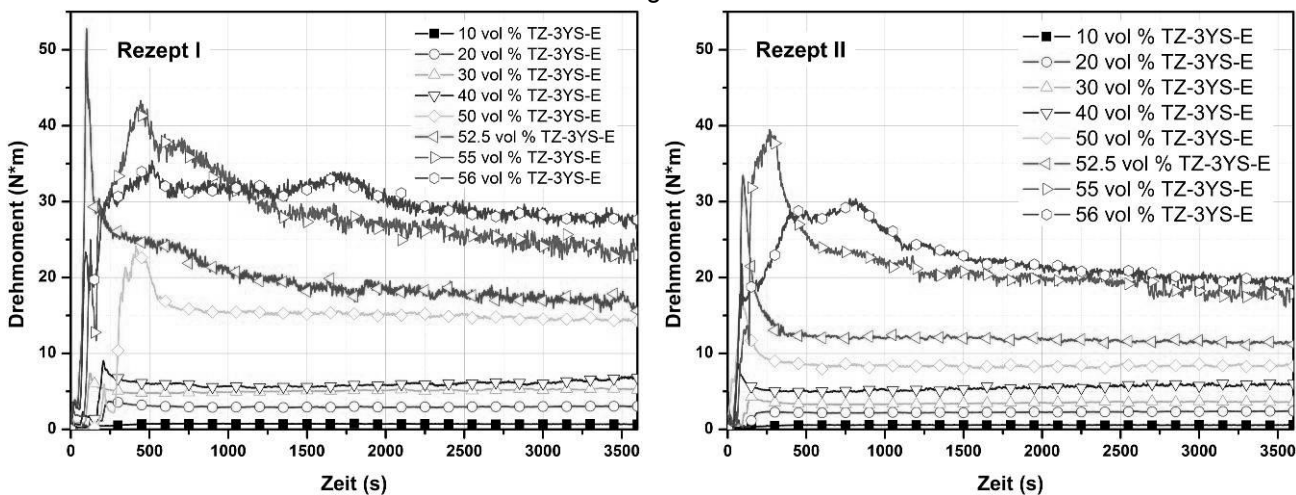 Rezept I
10 vol % TZ-3YS-E
20 vol % TZ-3YS-E
30 vol % TZ-3YS-E
40 vol % TZ-3YS-E
50 vol % TZ-3YS-E
52.5 vol % TZ-3YS-E
55 vol % TZ-3YS-E
56 vol % TZ-3YS-E
Drehmoment (N*m)
50
40
30
20
10
0
0 500 1000 1500 2000 2500 3000 3500
Zeit (s)
Rezept II
10 vol % TZ-3YS-E
20 vol % TZ-3YS-E
30 vol % TZ-3YS-E
40 vol % TZ-3YS-E
50 vol % TZ-3YS-E
52.5 vol % TZ-3YS-E
55 vol % TZ-3YS-E
56 vol % TZ-3YS-E
Drehmoment (N*m)
50
40
30
20
10
0
0 500 1000 1500 2000 2500 3000 3500
Zeit (s)